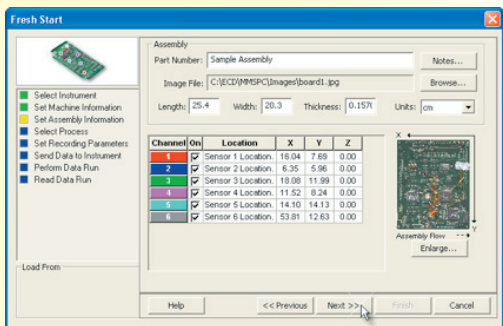 Fresh Start
Select Instrument
Set Machine Information
Set Assembly Information
Select Process
Set Recording Parameters
Send Data to Instrument
Perform Data Run
Read Data Run
Load From
Assembly
Part Number: Sample Assembly Notes...
Image File: C:\ECD\MMSPC\Images\board1.jpg Browse...
Length: 25.4 Width: 20.3 Thickness: 0.157( Units: cm
Channel On Location X Y Z
1 Sensor 1 Location. 16.04 7.69 0.00
2 Sensor 2 Location. 6.35 5.96 0.00
3 Sensor 3 Location. 18.08 11.99 0.00
4 Sensor 4 Location. 11.52 8.24 0.00
5 Sensor 5 Location. 14.10 14.13 0.00
6 Sensor 6 Location. 53.81 12.63 0.00
X
Y
Assembly Flow
Enlarge...
Help << Previous Next >> Finish Cancel